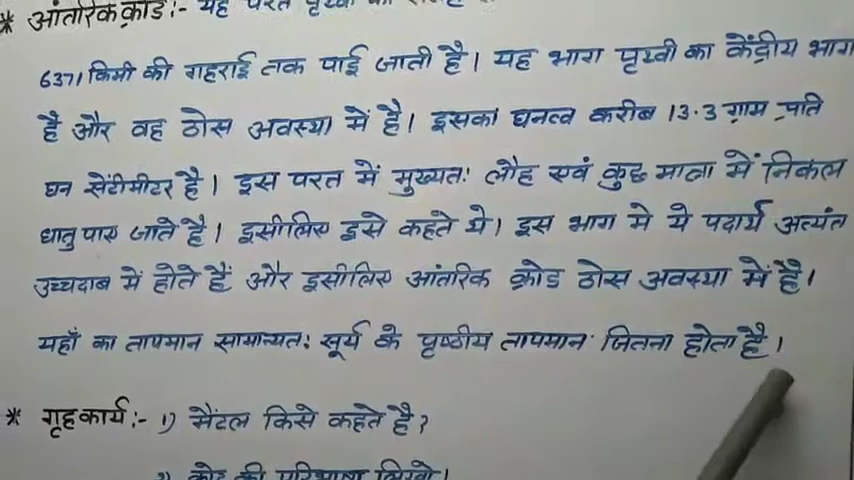 * आंतरिक क्रोड :- यह परत पृथ्वी की
6371 किमी की गहराई तक पाई जाती है। यह भाग पृथ्वी का केंद्रीय भाग
है और वह ठोस अवस्था में है। इसका घनत्व करीब 13.3 ग्राम प्रति
घन सेंटीमीटर है। इस परत में मुख्यतः लौह एवं कुछ मात्रा में निकल
धातु पाए जाते है। इसीलिए इसे कहते थे। इस भाग मे ये पदार्थ अत्यंत
उच्चदाब में होते हैं और इसीलिए आंतरिक क्रोड ठोस अवस्था में है।
यहाँ का तापमान सामान्यतः सूर्य के पृष्ठीय तापमान जितना होता है।
* गृहकार्य :- 1) मैंटल किसे कहते है?
2) क्रोड की परिभाषा लिखो।